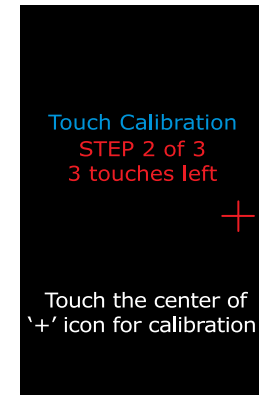 Touch Calibration
STEP 2 of 3
3 touches left
Touch the center of
‘+’ icon for calibration